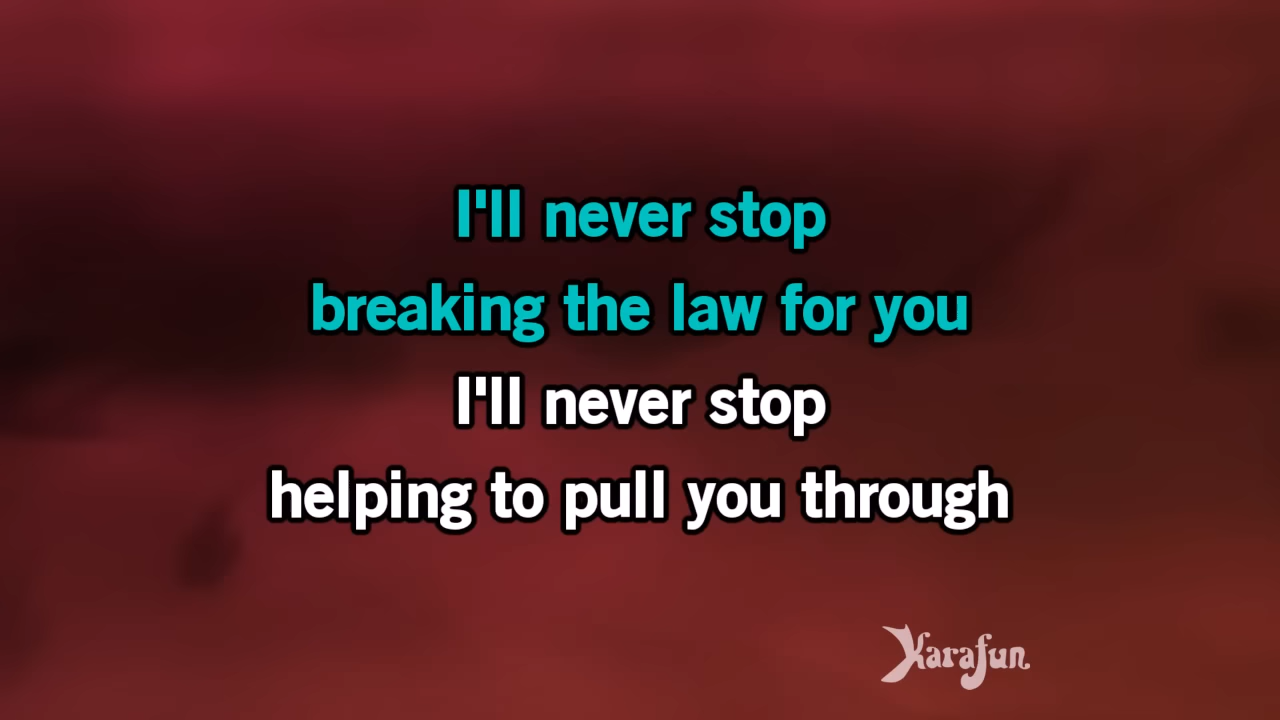 I'll never stop
breaking the law for you
I'll never stop
helping to pull you through
Karafun